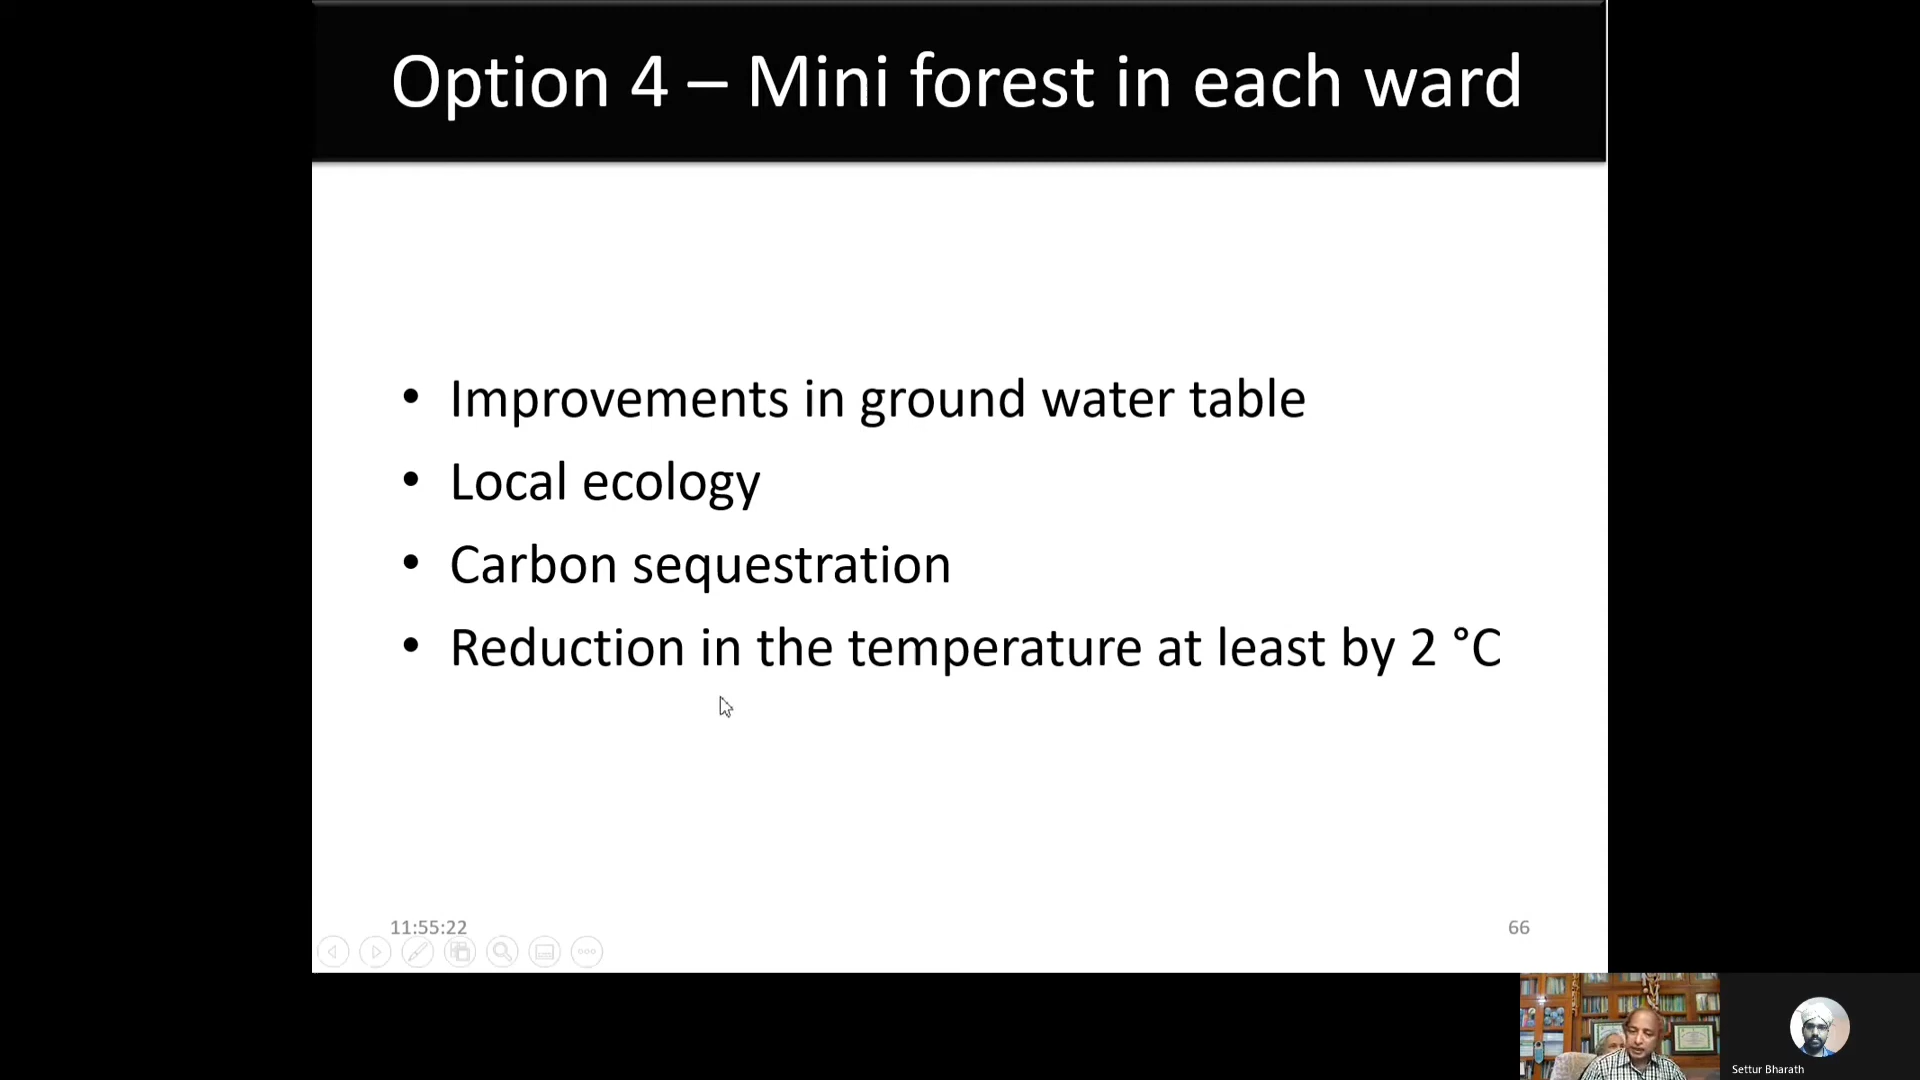 Option 4 – Mini forest in each ward
• Improvements in ground water table
• Local ecology
• Carbon sequestration
• Reduction in the temperature at least by 2 °C
11:55:22
66
Settur Bharath